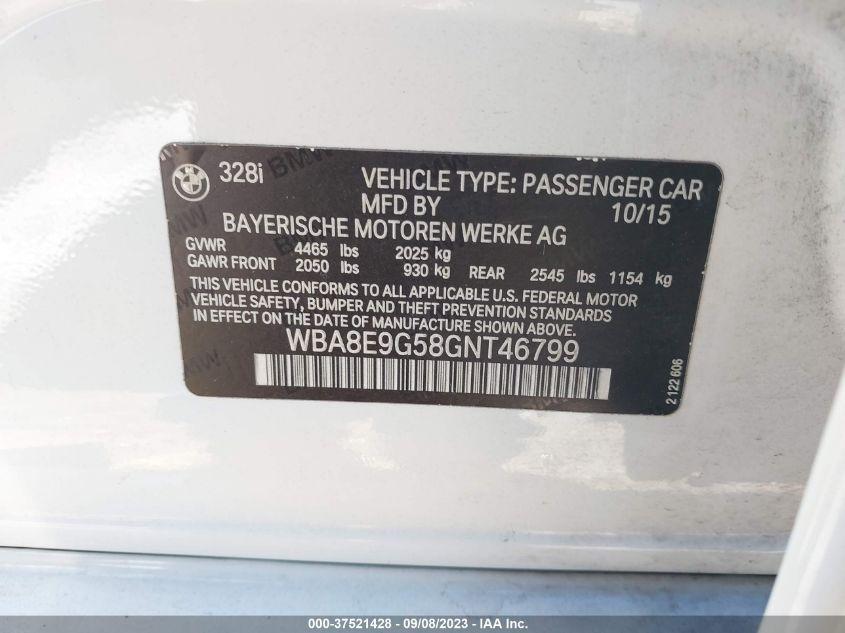 328i VEHICLE TYPE: PASSENGER CAR
MFD BY 10/15
BAYERISCHE MOTOREN WERKE AG
GVWR 4465 lbs 2025 kg
GAWR FRONT 2050 lbs 930 kg REAR 2545 lbs 1154 kg
THIS VEHICLE CONFORMS TO ALL APPLICABLE U.S. FEDERAL MOTOR
VEHICLE SAFETY, BUMPER AND THEFT PREVENTION STANDARDS
IN EFFECT ON THE DATE OF MANUFACTURE SHOWN ABOVE.
WBA8E9G58GNT46799
2 122 606
000-37521428 - 09/08/2023 - IAA Inc.